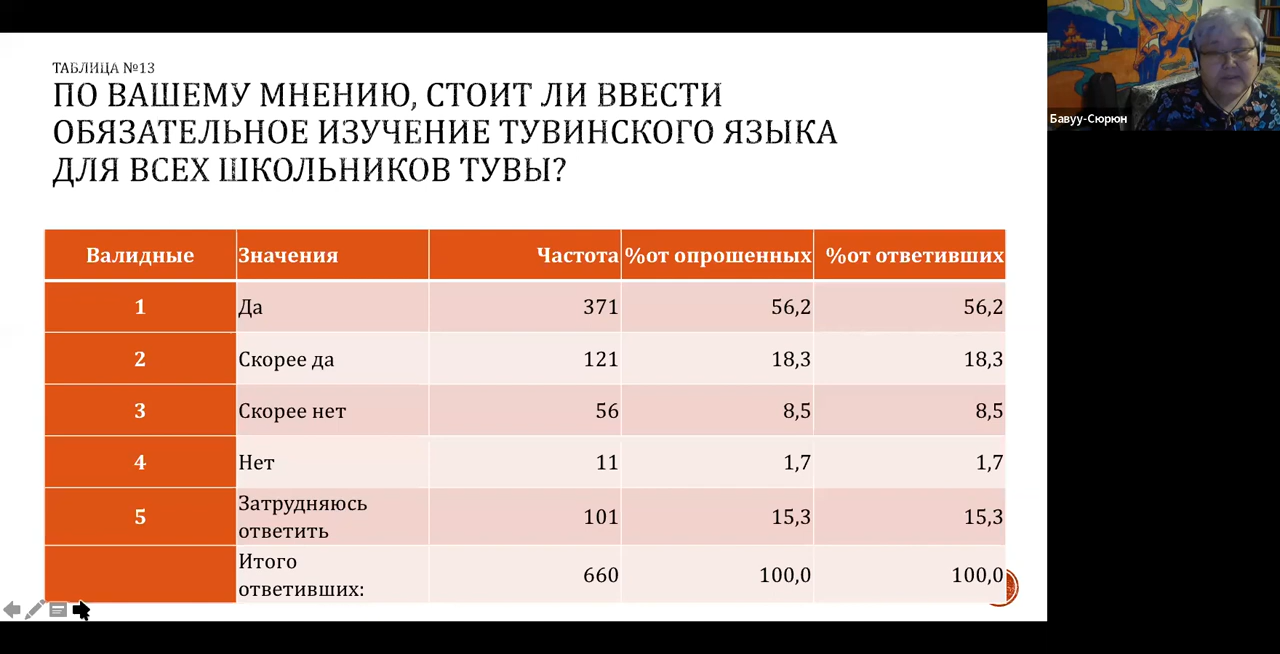 ТАБЛИЦА №13
ПО ВАШЕМУ МНЕНИЮ, СТОИТ ЛИ ВВЕСТИ
ОБЯЗАТЕЛЬНОЕ ИЗУЧЕНИЕ ТУВИНСКОГО ЯЗЫКА
ДЛЯ ВСЕХ ШКОЛЬНИКОВ ТУВЫ?
Валидные Значения Частота %от опрошенных %от ответивших
1 Да 371 56,2 56,2
2 Скорее да 121 18,3 18,3
3 Скорее нет 56 8,5 8,5
4 Нет 11 1,7 1,7
5 Затрудняюсь
ответить 101 15,3 15,3
Итого
ответивших: 660 100,0 100,0
Бавуу-Сюрюн